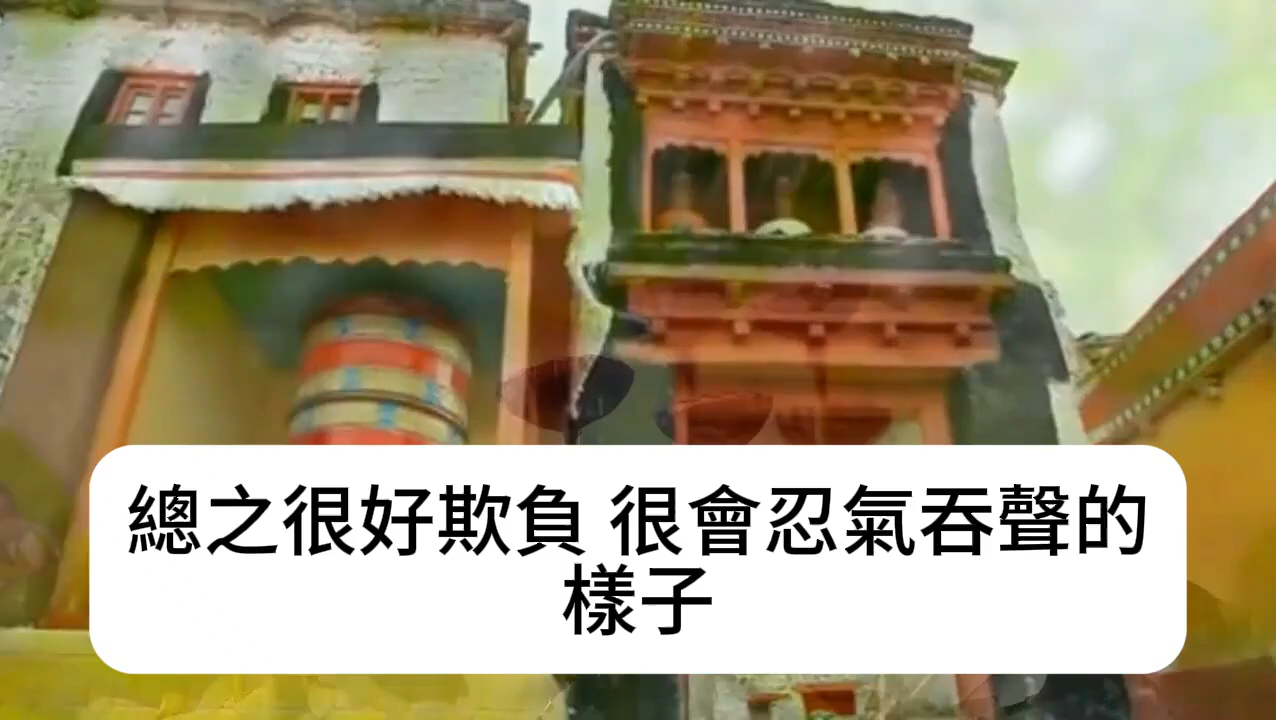 總之很好欺負 很會忍氣吞聲的
樣子